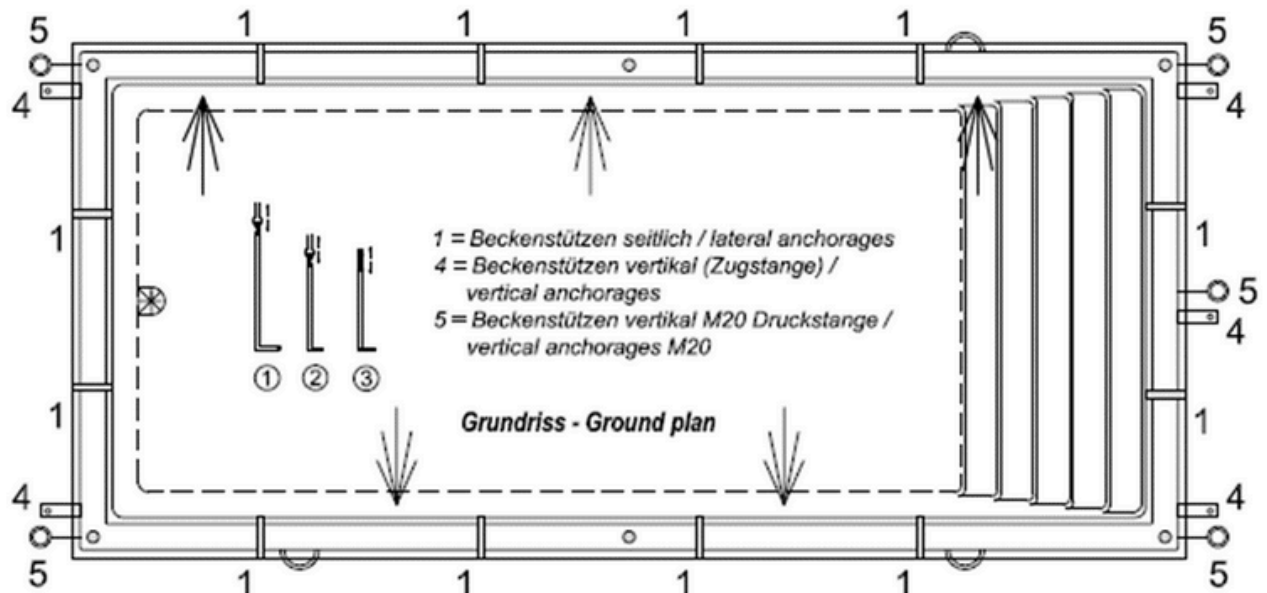 5 1 1 1 1 5
4 4
1 = Beckenstützen seitlich / lateral anchorages
1 1
4 = Beckenstützen vertikal (Zugstange) /
vertical anchorages
5
5 = Beckenstützen vertikal M20 Druckstange /
4
vertical anchorages M20
1 2 3
1 Grundriss - Ground plan 1
4 4
5 1 1 1 1 5